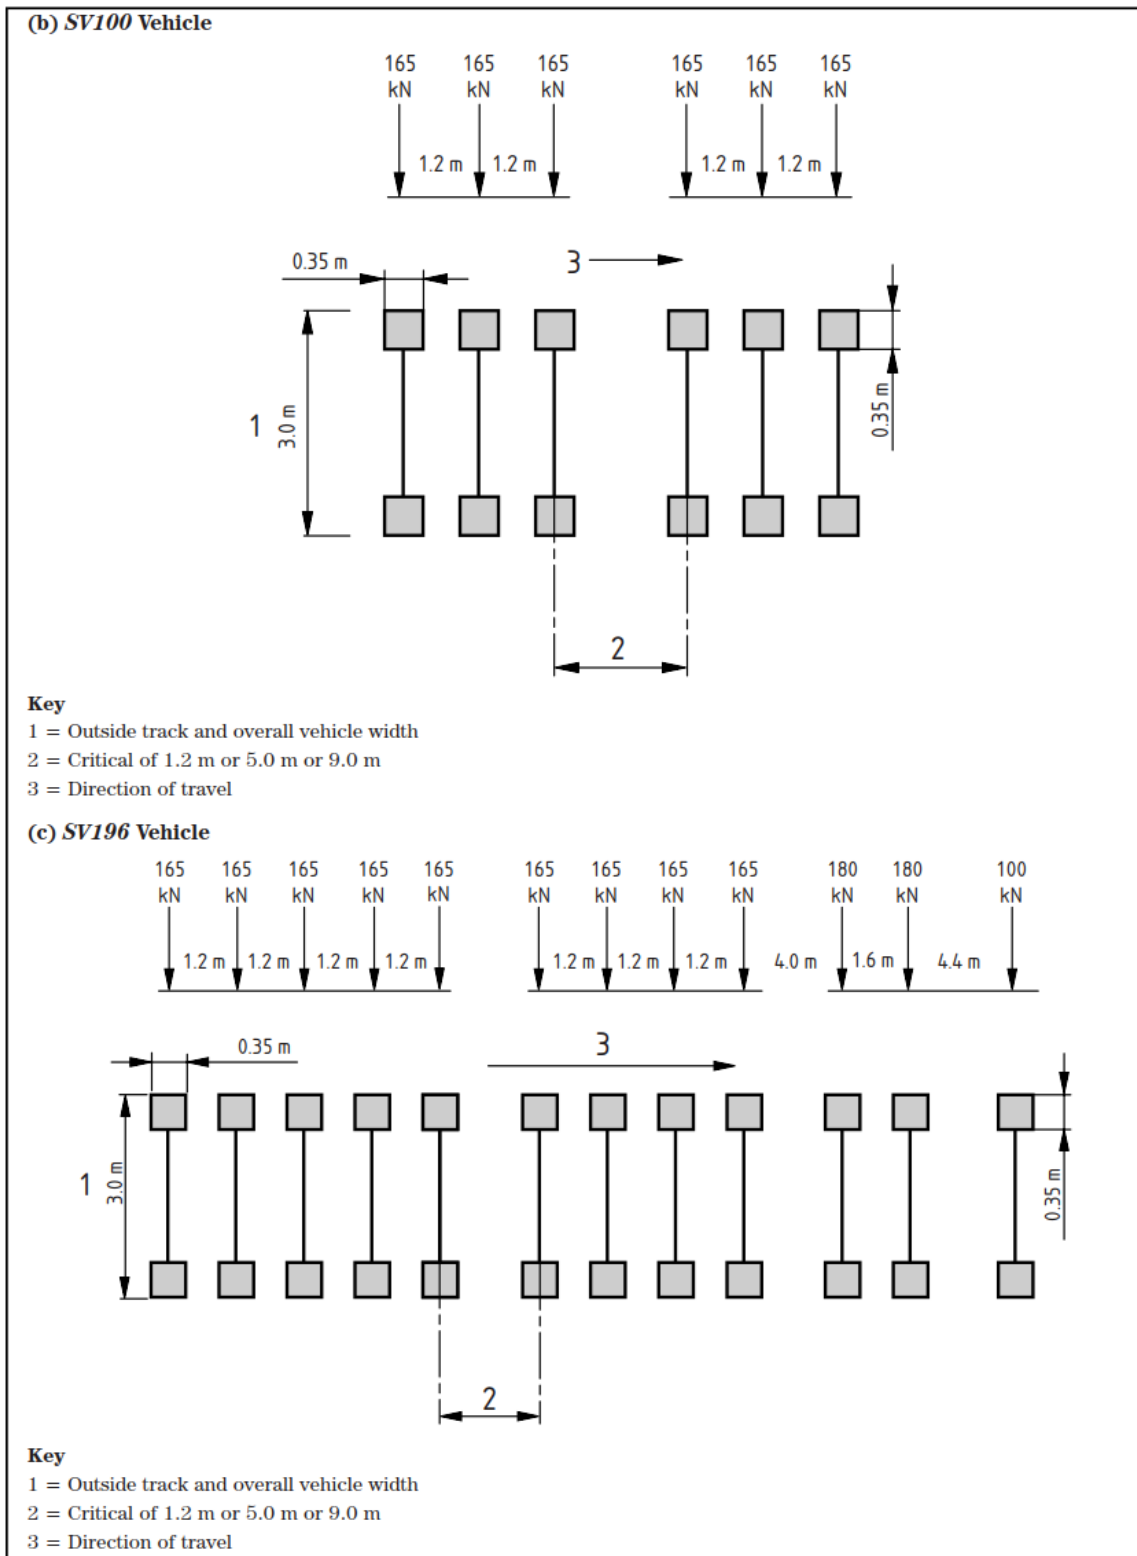 (b) SV100 Vehicle
165 165 165 165 165 165
kN kN kN kN kN kN
1.2 m 1.2 m 1.2 m 1.2 m
0.35 m
3
1
3.0 m
0.35 m
2
Key
1 = Outside track and overall vehicle width
2 = Critical of 1.2 m or 5.0 m or 9.0 m
3 = Direction of travel
(c) SV196 Vehicle
165 165 165 165 165 165 165 165 165 180 180 100
kN kN kN kN kN kN kN kN kN kN kN kN
1.2 m 1.2 m 1.2 m 1.2 m 1.2 m 1.2 m 1.2 m 4.0 m 1.6 m 4.4 m
0.35 m
3
1
3.0 m
0.35 m
2
Key
1 = Outside track and overall vehicle width
2 = Critical of 1.2 m or 5.0 m or 9.0 m
3 = Direction of travel